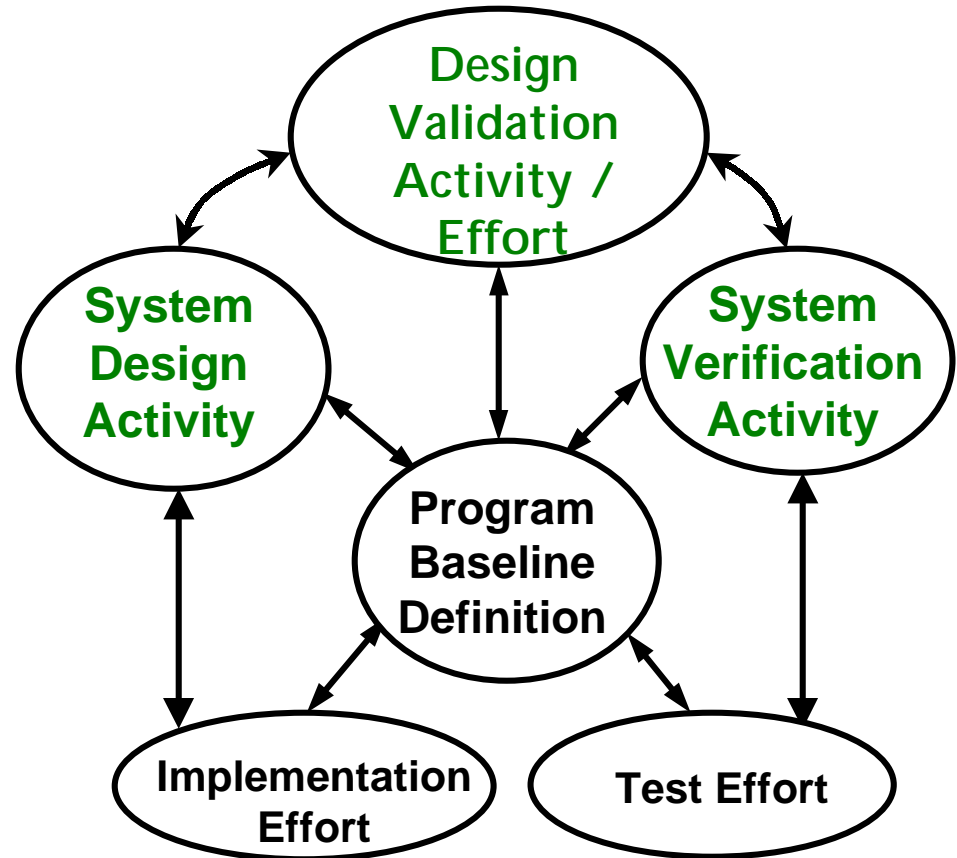 Design
Validation
Activity /
Effort
System
Design
Activity
System
Verification
Activity
Program
Baseline
Definition
Implementation
Effort
Test Effort